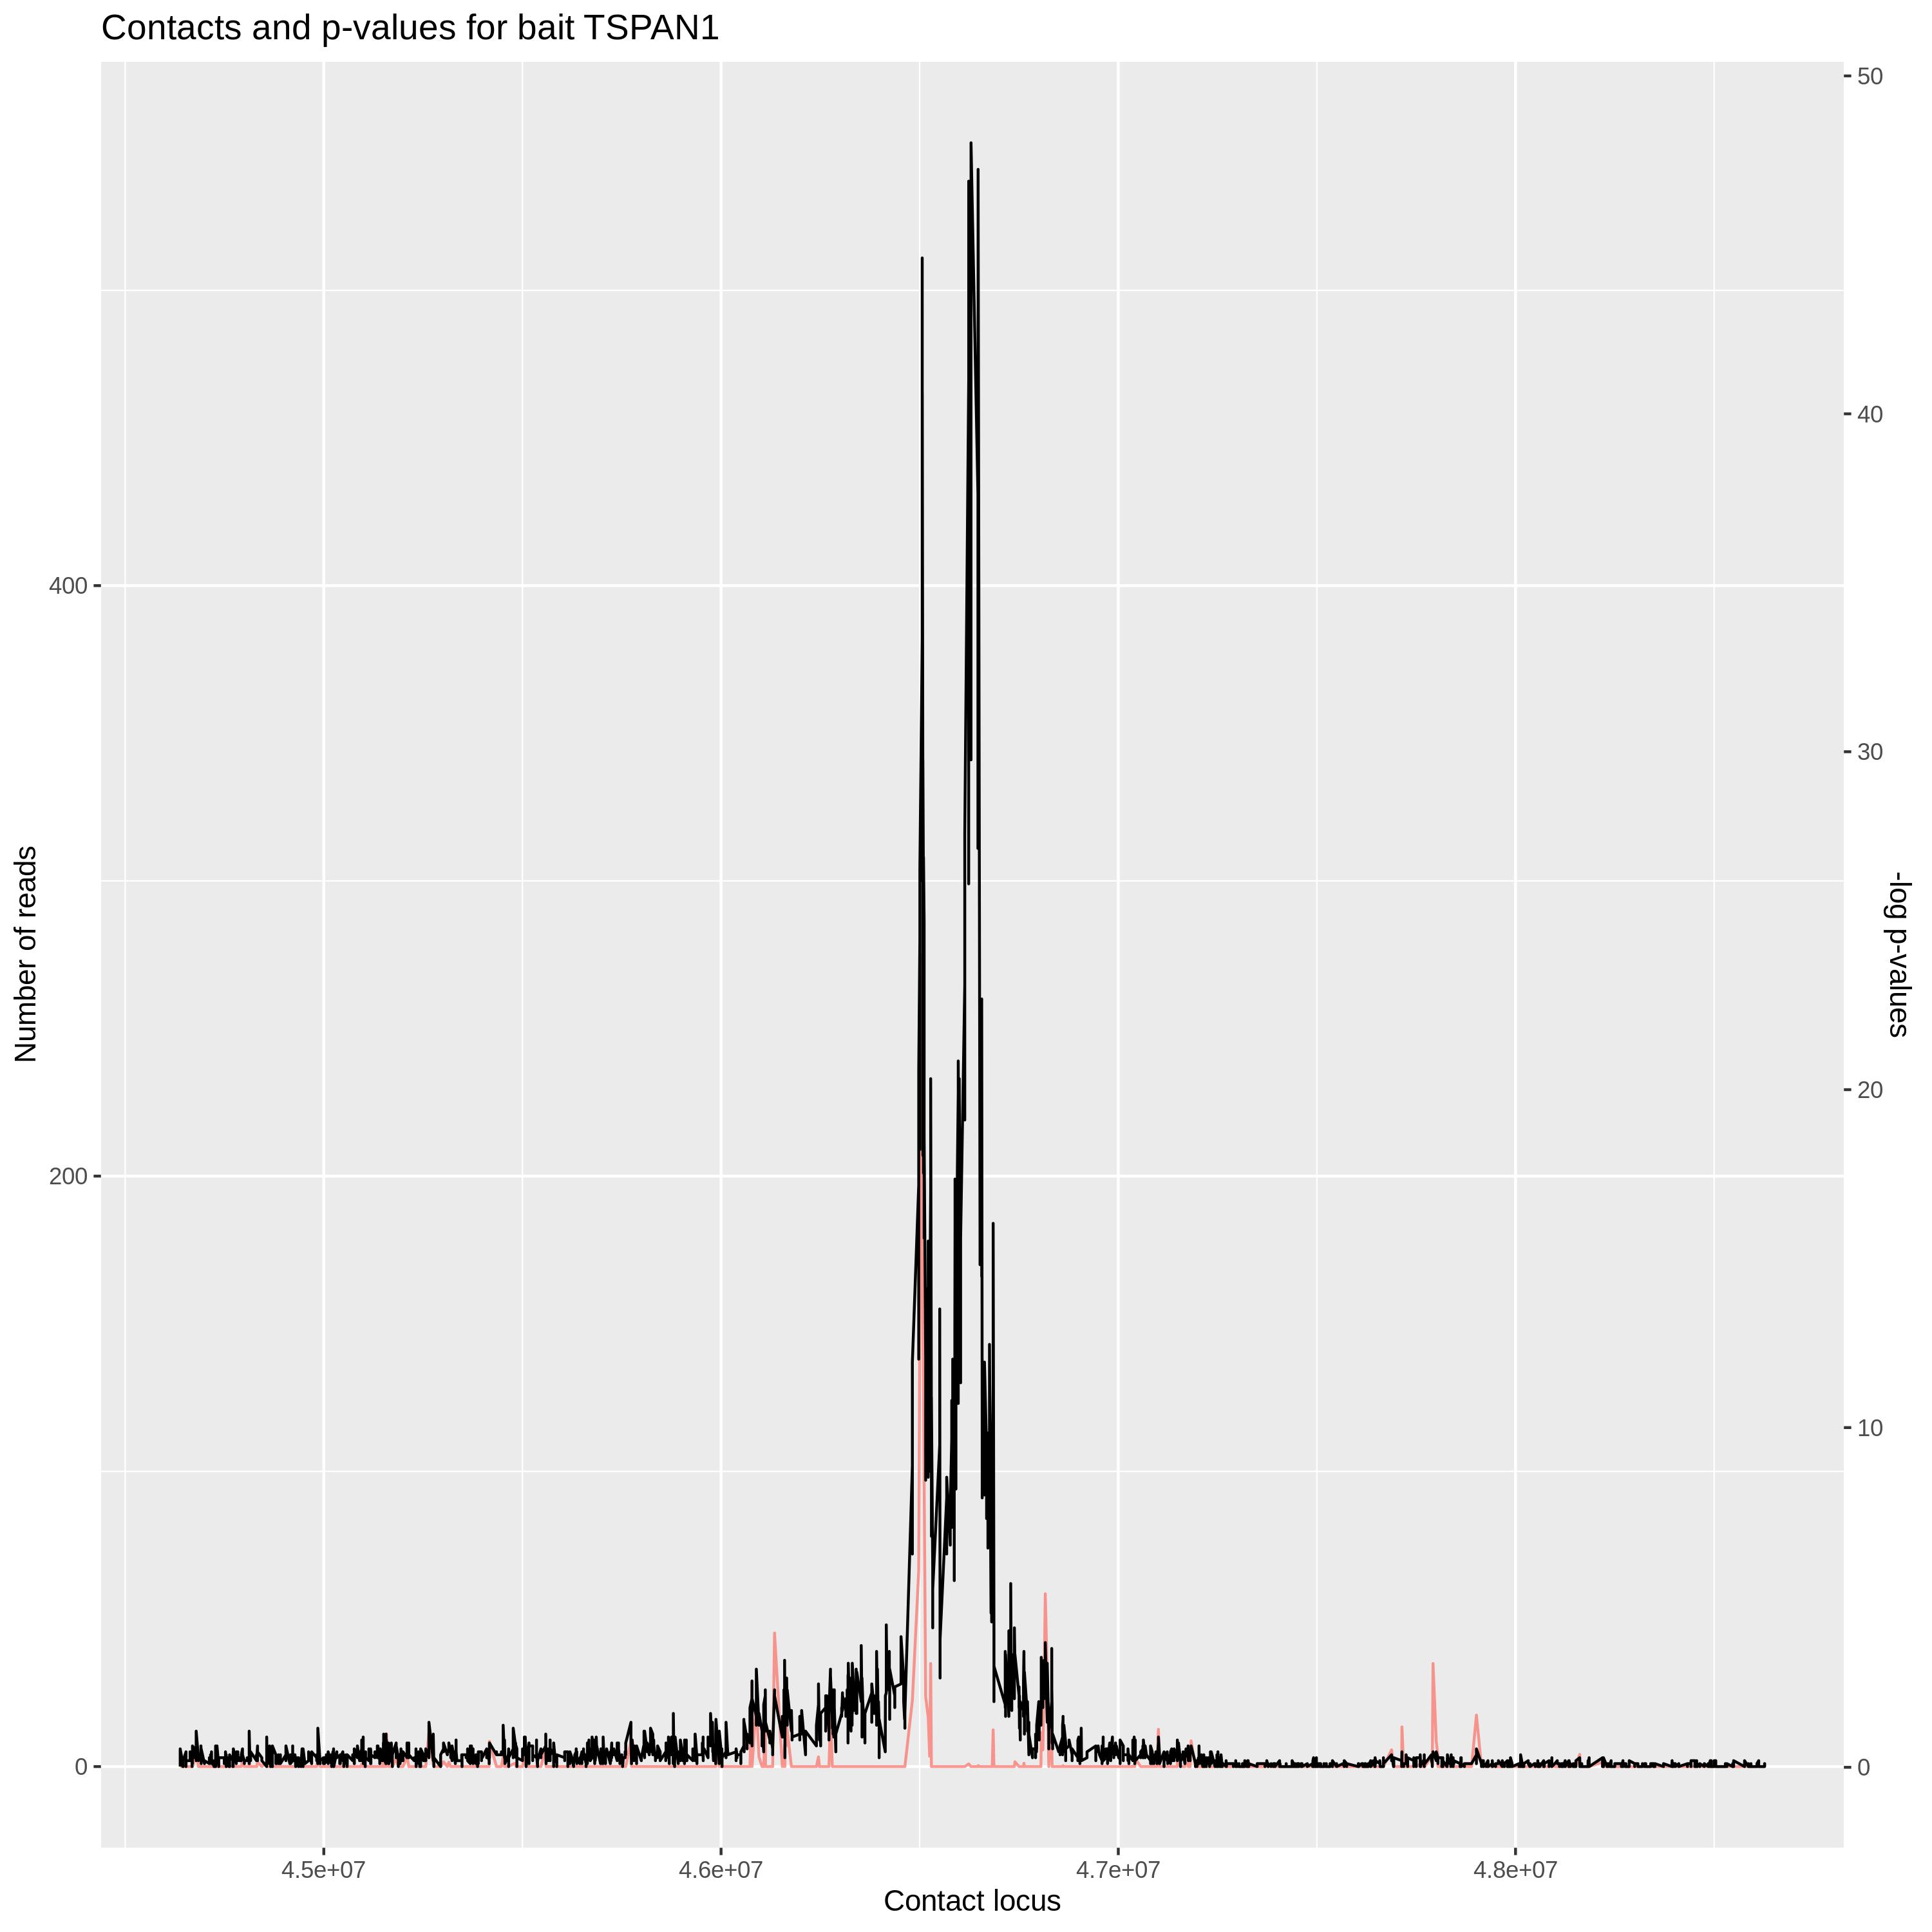 Contacts and p-values for bait TSPAN1
50
40
30
20
10
0
400
200
0
Number of reads
-log p-values
4.5e+07
4.6e+07
4.7e+07
4.8e+07
Contact locus